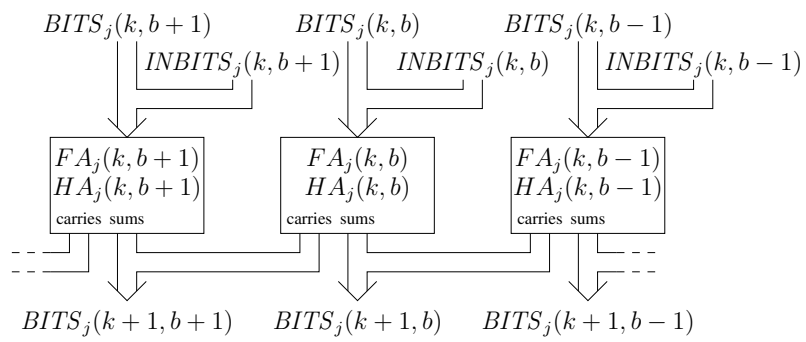 BITS_j(k, b+1) BITS_j(k, b) BITS_j(k, b−1)
INBITS_j(k, b+1) INBITS_j(k, b) INBITS_j(k, b−1)
FA_j(k, b+1) FA_j(k, b) FA_j(k, b−1)
HA_j(k, b+1) HA_j(k, b) HA_j(k, b−1)
carries sums carries sums carries sums
BITS_j(k+1, b+1) BITS_j(k+1, b) BITS_j(k+1, b−1)